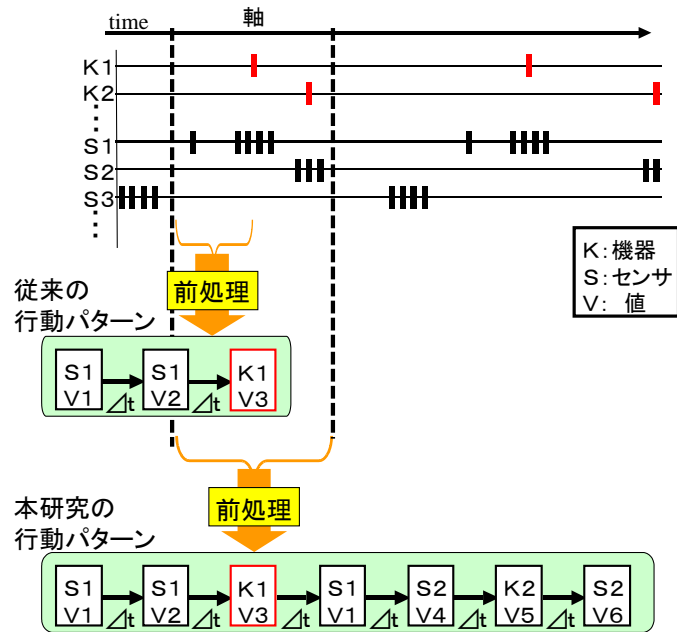 time 軸
K1
K2
S1
S2
S3
K:機器
S:センサ
V: 値
従来の
行動パターン
前処理
S1 S1 K1
V1 ⊿t V2 ⊿t V3
本研究の
行動パターン
前処理
S1 S1 K1 S1 S2 K2 S2
V1 ⊿t V2 ⊿t V3 ⊿t V1 ⊿t V4 ⊿t V5 ⊿t V6